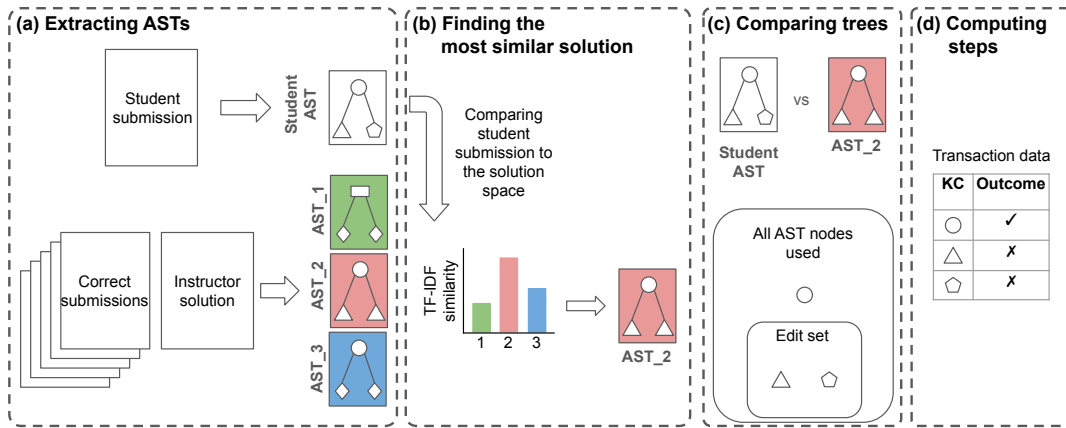 (a) Extracting ASTs
Student
submission
Student
AST
Correct
submissions
Instructor
solution
AST_1
AST_2
AST_3
(b) Finding the
most similar solution
Comparing
student
submission to
the solution
space
TF-IDF
similarity
1 2 3
AST_2
(c) Comparing trees
vs
Student
AST
AST_2
All AST nodes
used
Edit set
(d) Computing
steps
Transaction data
KC Outcome
✓
✗
✗